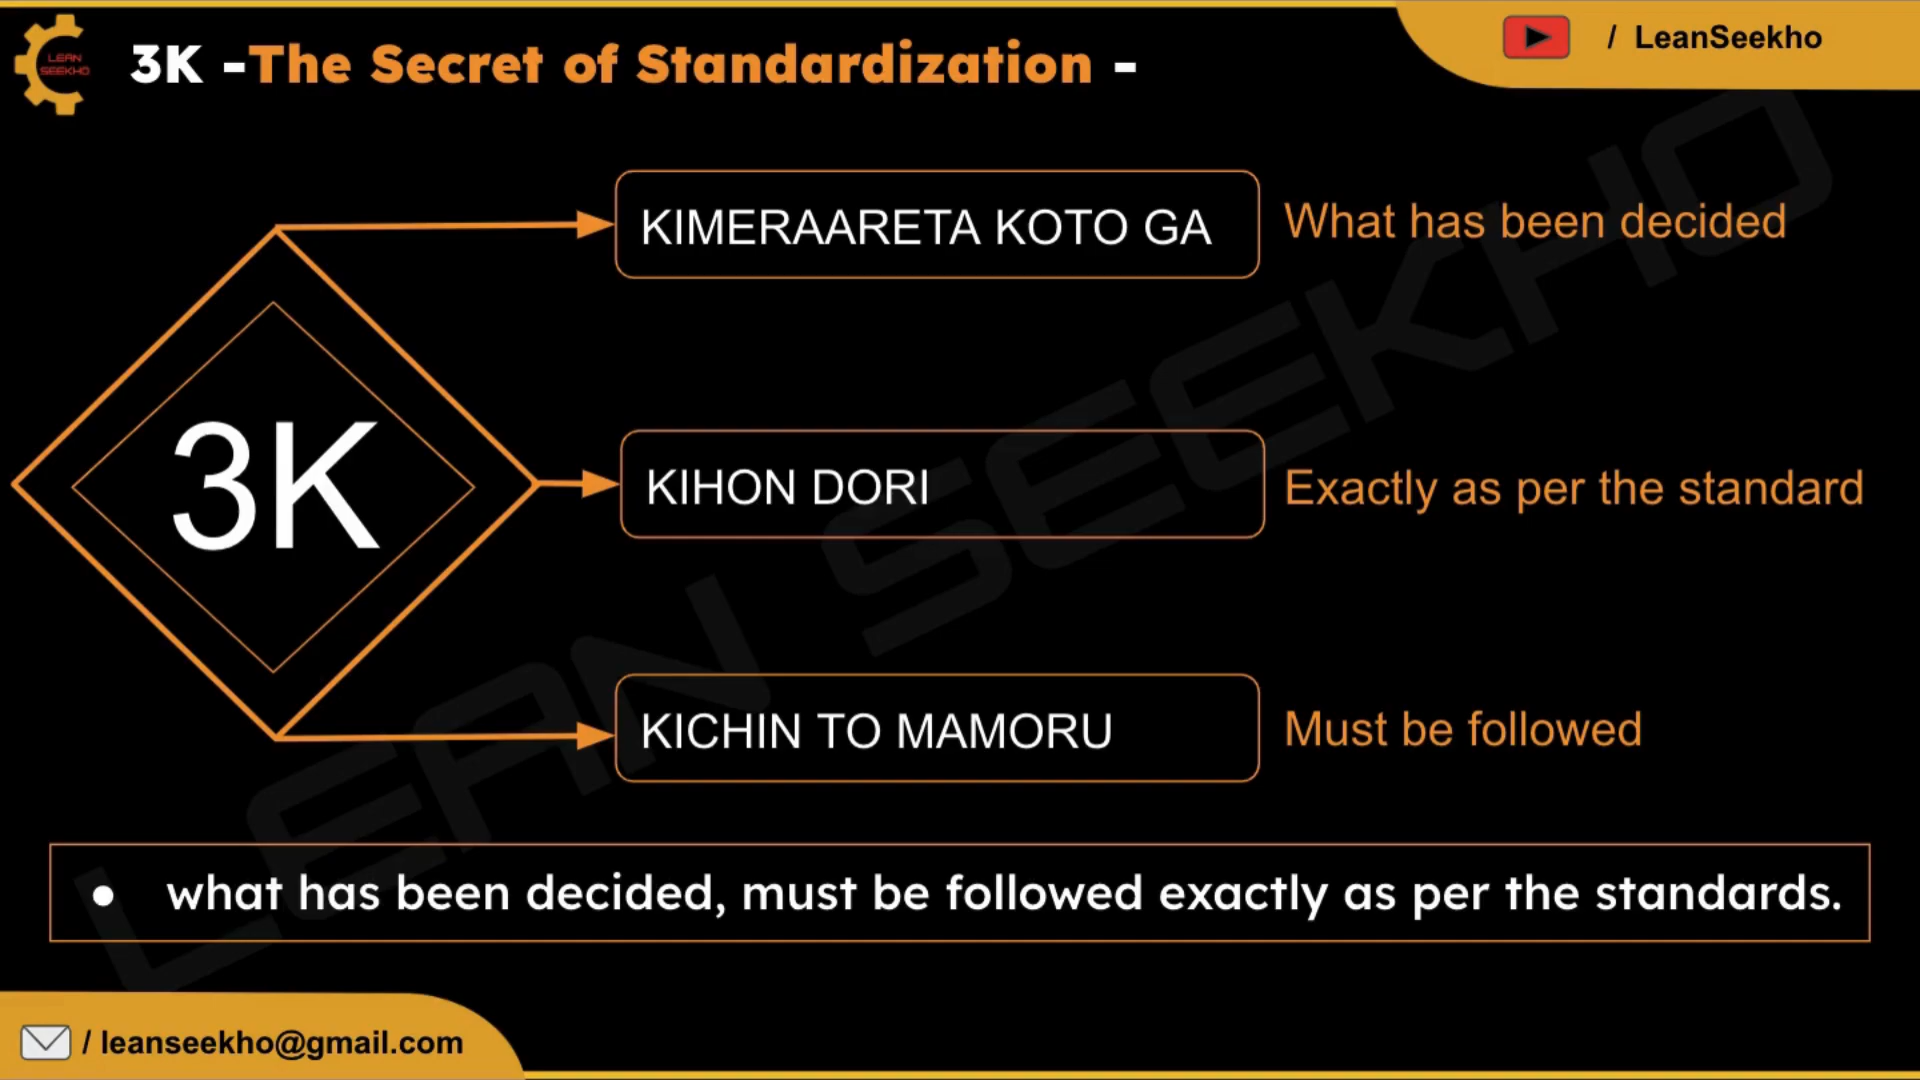 LEAN
SEEKHO
3K -The Secret of Standardization -
/ LeanSeekho
KIMERAARETA KOTO GA
What has been decided
3K
KIHON DORI
Exactly as per the standard
KICHIN TO MAMORU
Must be followed
• what has been decided, must be followed exactly as per the standards.
/ leanseekho@gmail.com
LEAN SEEKHO